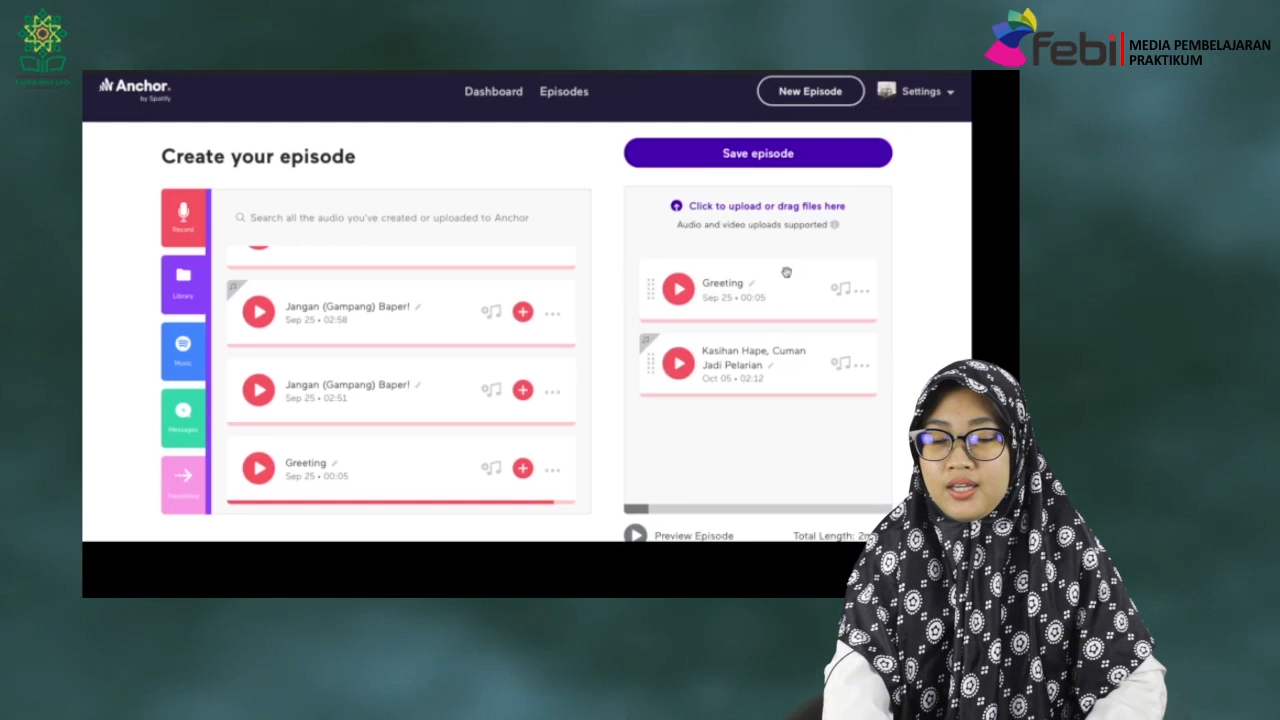 febi
MEDIA PEMBELAJARAN
PRAKTIKUM
Anchor
by Spotify
Dashboard
Episodes
New Episode
Settings
Create your episode
Save episode
Record
Library
Music
Messages
Transitions
Search all the audio you've created or uploaded to Anchor
Jangan (Gampang) Baper!
Sep 25 • 02:58
Jangan (Gampang) Baper!
Sep 25 • 02:51
Greeting
Sep 25 • 00:05
Click to upload or drag files here
Audio and video uploads supported
Greeting
Sep 25 • 00:05
Kasihan Hape, Cuman
Jadi Pelarian
Oct 05 • 02:12
Preview Episode
Total Length: